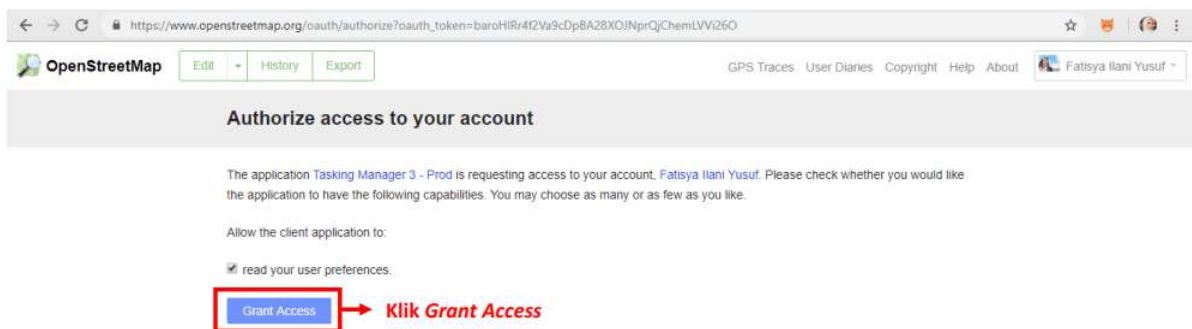 https://www.openstreetmap.org/oauth/authorize?oauth_token=baroHIRr4f2Va9cDpBA28XOJNprQjChemLVVi26O
OpenStreetMap Edit History Export GPS Traces User Diaries Copyright Help About Fatisya Ilani Yusuf
Authorize access to your account
The application Tasking Manager 3 - Prod is requesting access to your account, Fatisya Ilani Yusuf. Please check whether you would like
the application to have the following capabilities. You may choose as many or as few as you like.
Allow the client application to:
read your user preferences.
Grant Access Klik Grant Access